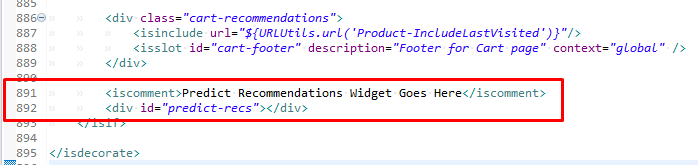 885
886 <div class="cart-recommendations">
887 <isinclude url="${URLUtils.url('Product-IncludeLastVisited')}"/>
888 <isslot id="cart-footer" description="Footer for Cart page" context="global" />
889 </div>
890
891 <iscomment>Predict Recommendations Widget Goes Here</iscomment>
892 <div id="predict-recs"></div>
893 </isif>
894
895 </isdecorate>